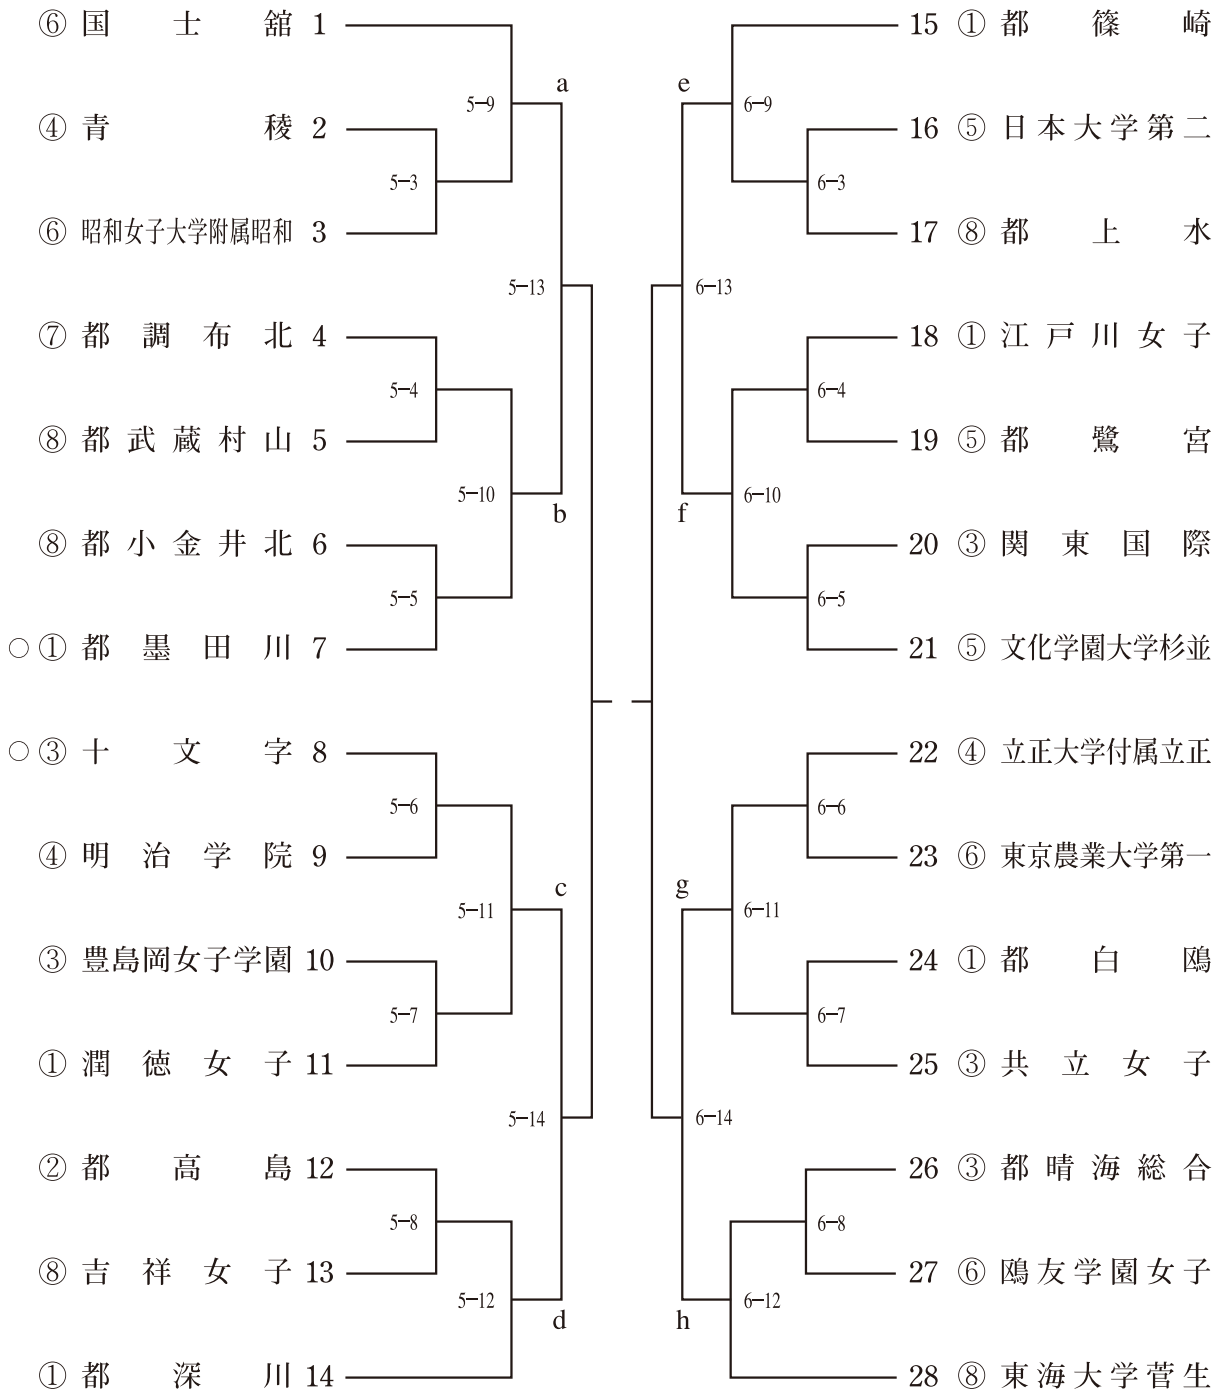 ⑥ 国士舘 1
④ 青稜 2
⑥ 昭和女子大学附属昭和 3
⑦ 都調布北 4
⑧ 都武蔵村山 5
⑧ 都小金井北 6
○ ① 都墨田川 7
○ ③ 十文字 8
④ 明治学院 9
③ 豊島岡女子学園 10
① 潤徳女子 11
② 都高島 12
⑧ 吉祥女子 13
① 都深川 14
5-9
5-3
5-4
5-10
5-5
5-6
5-11
5-7
5-8
5-12
a
5-13
b
c
5-14
d
e
6-13
f
g
6-14
h
6-9
6-3
6-4
6-10
6-5
6-6
6-11
6-7
6-8
6-12
15 ① 都篠崎
16 ⑤ 日本大学第二
17 ⑧ 都上水
18 ① 江戸川女子
19 ⑤ 都鷺宮
20 ③ 関東国際
21 ⑤ 文化学園大学杉並
22 ④ 立正大学付属立正
23 ⑥ 東京農業大学第一
24 ① 都白鴎
25 ③ 共立女子
26 ③ 都晴海総合
27 ⑥ 鴎友学園女子
28 ⑧ 東海大学菅生